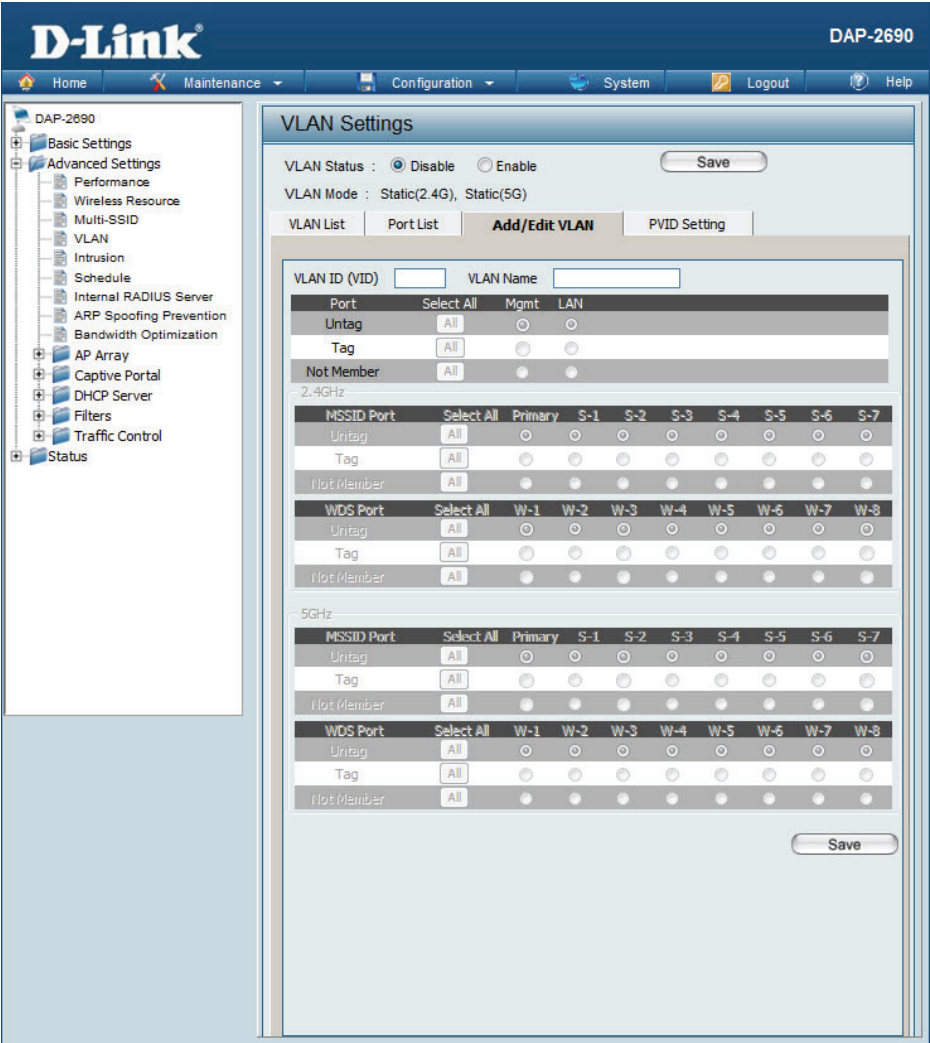 D-Link
DAP-2690
Home Maintenance Configuration System Logout Help
DAP-2690
Basic Settings
Advanced Settings
Performance
Wireless Resource
Multi-SSID
VLAN
Intrusion
Schedule
Internal RADIUS Server
ARP Spoofing Prevention
Bandwidth Optimization
AP Array
Captive Portal
DHCP Server
Filters
Traffic Control
Status
VLAN Settings
VLAN Status : Disable Enable Save
VLAN Mode : Static(2.4G), Static(5G)
VLAN List Port List Add/Edit VLAN PVID Setting
VLAN ID (VID) VLAN Name
Port Select All Mgmt LAN
Untag All
Tag All
Not Member All
2.4GHz
MSSID Port Select All Primary S-1 S-2 S-3 S-4 S-5 S-6 S-7
Untag All
Tag All
Not Member All
WDS Port Select All W-1 W-2 W-3 W-4 W-5 W-6 W-7 W-8
Untag All
Tag All
Not Member All
5GHz
MSSID Port Select All Primary S-1 S-2 S-3 S-4 S-5 S-6 S-7
Untag All
Tag All
Not Member All
WDS Port Select All W-1 W-2 W-3 W-4 W-5 W-6 W-7 W-8
Untag All
Tag All
Not Member All
Save